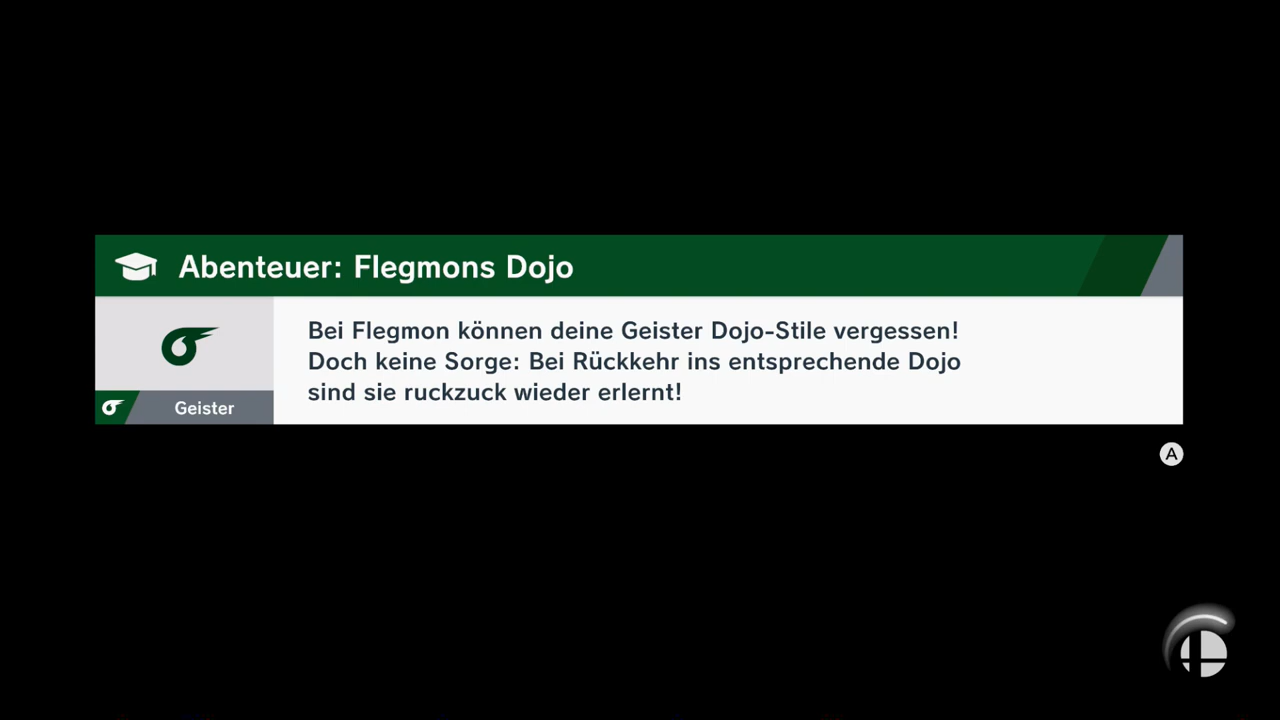 Abenteuer: Flegmons Dojo
Bei Flegmon können deine Geister Dojo-Stile vergessen!
Doch keine Sorge: Bei Rückkehr ins entsprechende Dojo
sind sie ruckzuck wieder erlernt!
Geister
A